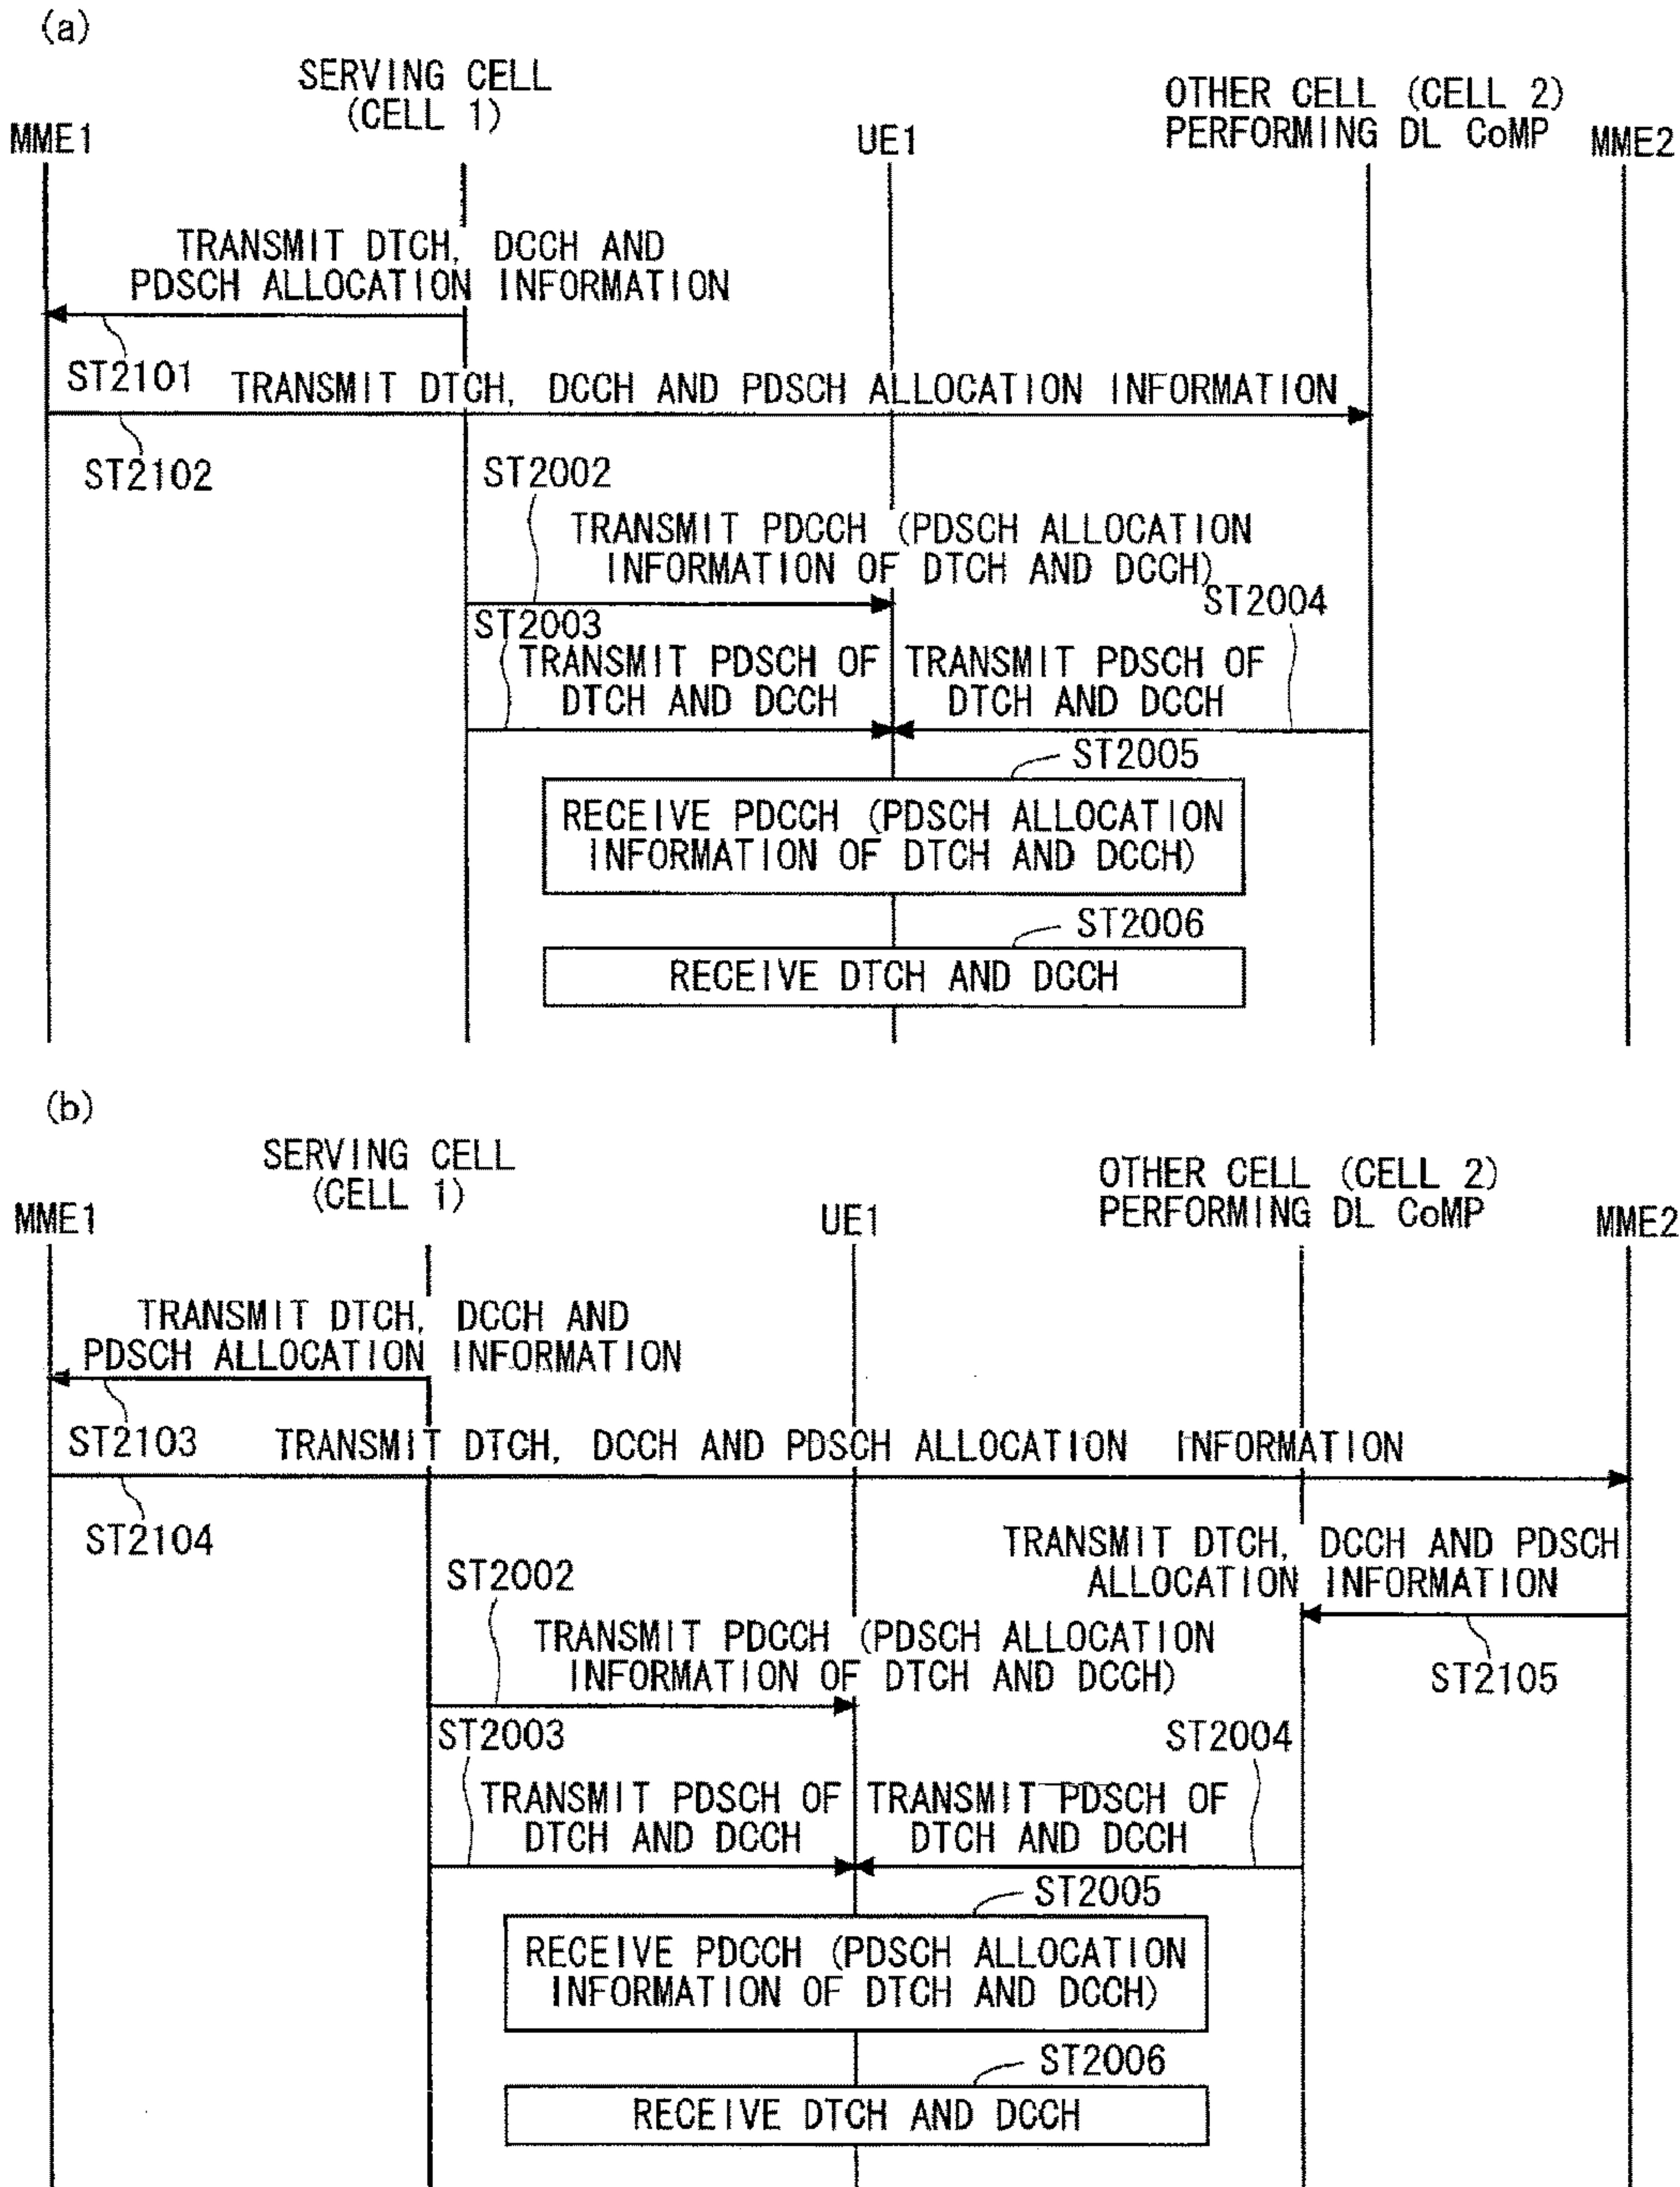 (a)
SERVING CELL
(CELL 1)
OTHER CELL (CELL 2)
PERFORMING DL CoMP
MME1
UE1
MME2
TRANSMIT DTCH, DCCH AND
PDSCH ALLOCATION INFORMATION
ST2101
TRANSMIT DTCH, DCCH AND PDSCH ALLOCATION INFORMATION
ST2102
ST2002
TRANSMIT PDCCH (PDSCH ALLOCATION
INFORMATION OF DTCH AND DCCH)
ST2004
ST2003
TRANSMIT PDSCH OF
DTCH AND DCCH
TRANSMIT PDSCH OF
DTCH AND DCCH
ST2005
RECEIVE PDCCH (PDSCH ALLOCATION
INFORMATION OF DTCH AND DCCH)
ST2006
RECEIVE DTCH AND DCCH
(b)
SERVING CELL
(CELL 1)
OTHER CELL (CELL 2)
PERFORMING DL CoMP
MME1
UE1
MME2
TRANSMIT DTCH, DCCH AND
PDSCH ALLOCATION INFORMATION
ST2103
TRANSMIT DTCH, DCCH AND PDSCH ALLOCATION INFORMATION
ST2104
TRANSMIT DTCH, DCCH AND PDSCH
ALLOCATION INFORMATION
ST2002
TRANSMIT PDCCH (PDSCH ALLOCATION
INFORMATION OF DTCH AND DCCH)
ST2105
ST2003
ST2004
TRANSMIT PDSCH OF
DTCH AND DCCH
TRANSMIT PDSCH OF
DTCH AND DCCH
ST2005
RECEIVE PDCCH (PDSCH ALLOCATION
INFORMATION OF DTCH AND DCCH)
ST2006
RECEIVE DTCH AND DCCH